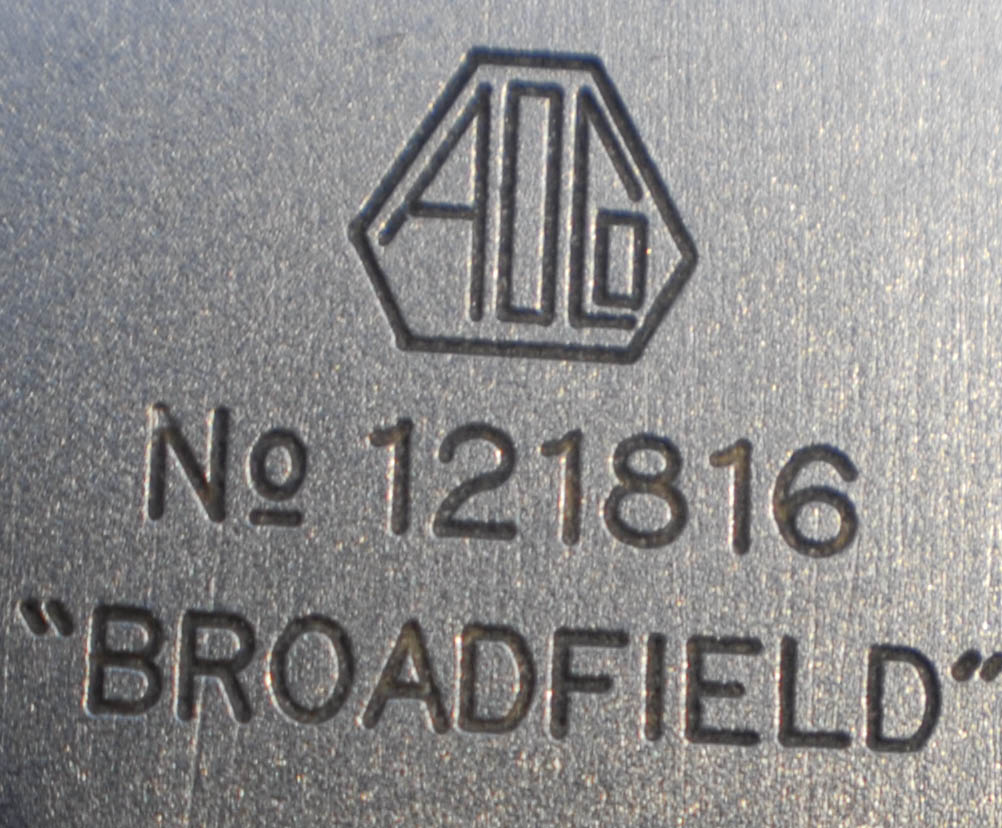 AOCo
Nº 121816
"BROADFIELD"